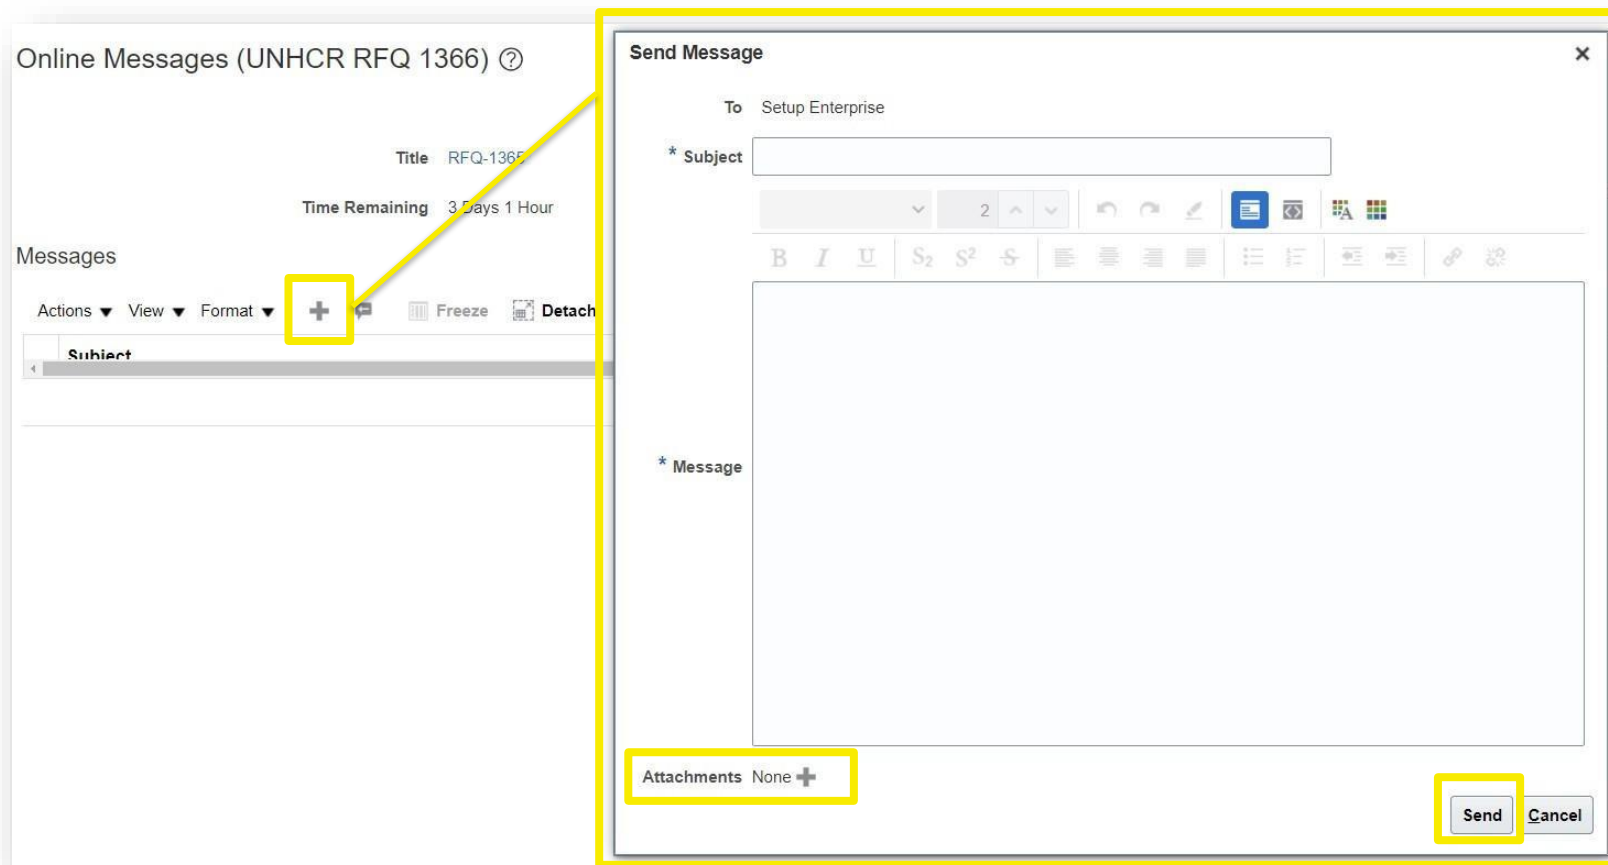 Online Messages (UNHCR RFQ 1366)
Title RFQ-1365
Time Remaining 3 Days 1 Hour
Messages
Actions View Format Freeze Detach
Subject
Send Message
To Setup Enterprise
* Subject
2
B I U S2 S2 S
* Message
Attachments None
Send Cancel